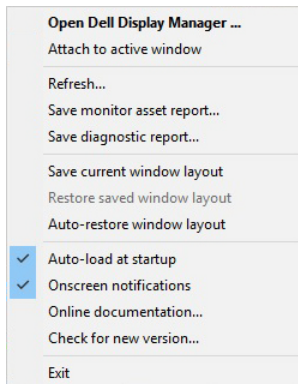 Open Dell Display Manager ...
Attach to active window
Refresh...
Save monitor asset report...
Save diagnostic report...
Save current window layout
Restore saved window layout
Auto-restore window layout
Auto-load at startup
Onscreen notifications
Online documentation...
Check for new version...
Exit